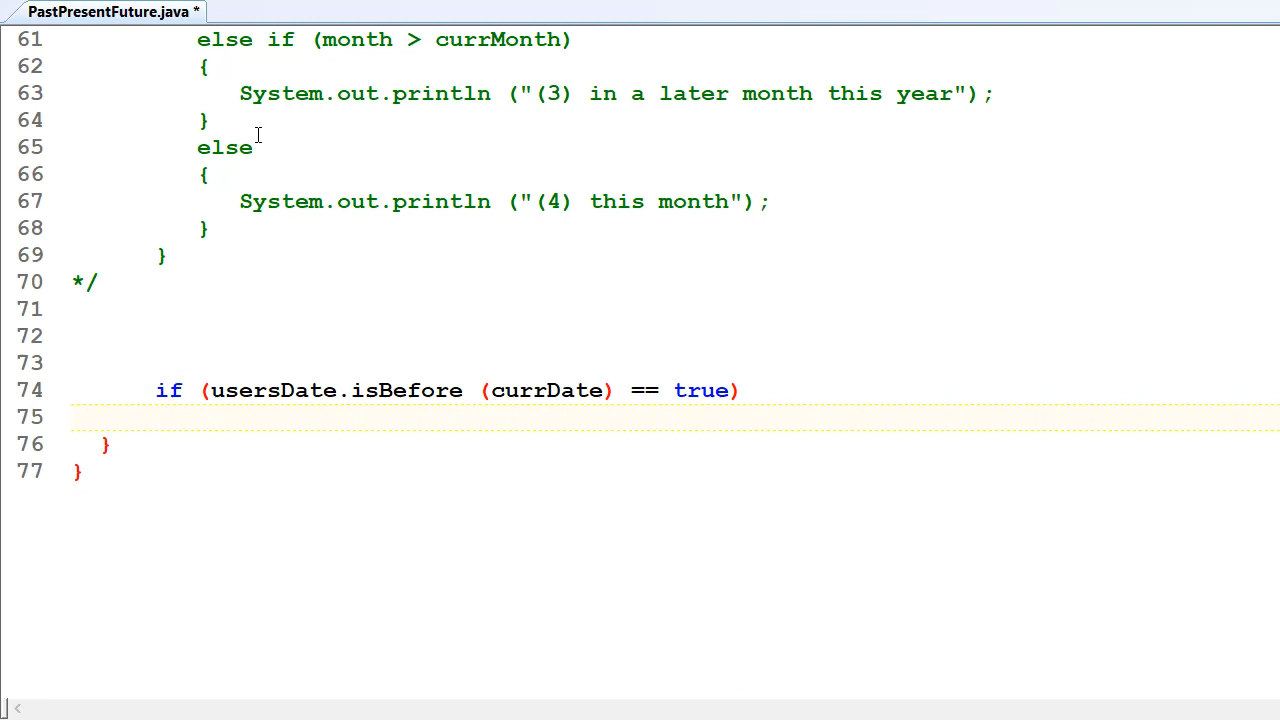 PastPresentFuture.java *
61 else if (month > currMonth)
62 {
63 System.out.println ("(3) in a later month this year");
64 }
65 else
66 {
67 System.out.println ("(4) this month");
68 }
69 }
70 */
71
72
73
74 if (usersDate.isBefore (currDate) == true)
75
76 }
77 }